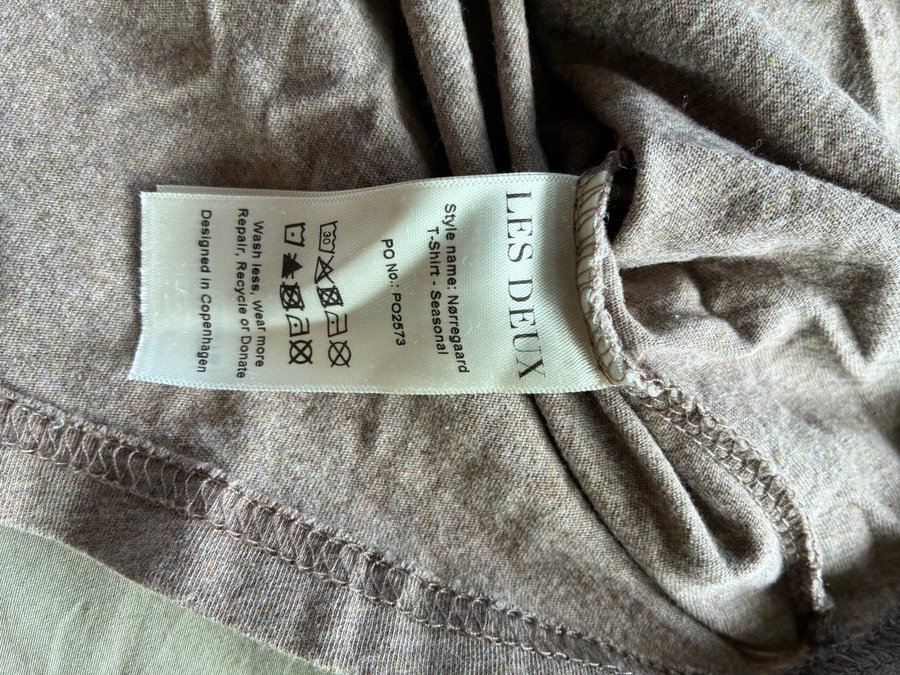 LES DEUX
Style name: Nørregaard
T-Shirt - Seasonal
PO No.: PO2573
30
Wash less, wear more
Repair, Recycle or Donate
Designed in Copenhagen